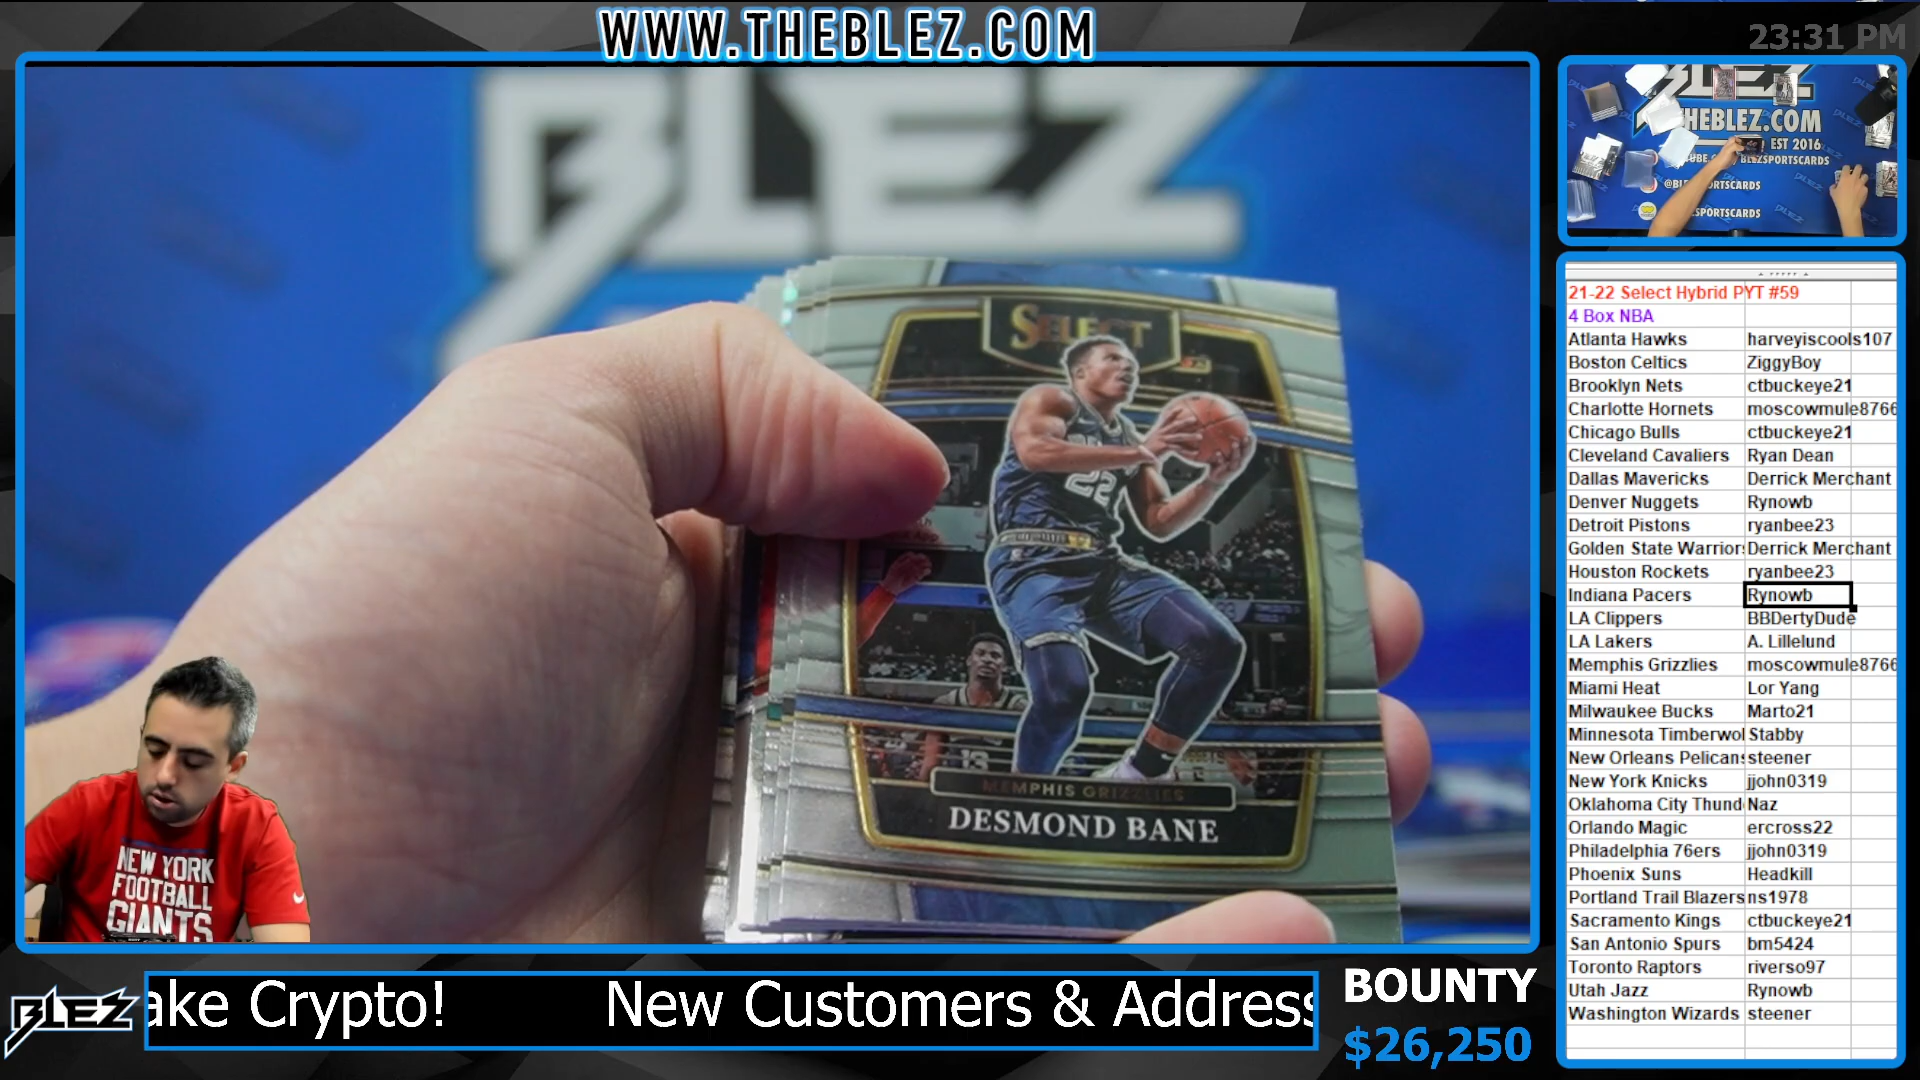 WWW.THEBLEZ.COM
23:31 PM
BLEZ
BLEZ
THEBLEZ.COM
EST 2016
BLEZSPORTSCARDS
SELECT
22
13
MEMPHIS GRIZZLIES
DESMOND BANE
NEW YORK
FOOTBALL
GIANTS
21-22 Select Hybrid PYT #59
4 Box NBA
Atlanta Hawks harveyiscools107
Boston Celtics ZiggyBoy
Brooklyn Nets ctbuckeye21
Charlotte Hornets moscowmule8766
Chicago Bulls ctbuckeye21
Cleveland Cavaliers Ryan Dean
Dallas Mavericks Derrick Merchant
Denver Nuggets Rynowb
Detroit Pistons ryanbee23
Golden State Warriors Derrick Merchant
Houston Rockets ryanbee23
Indiana Pacers Rynowb
LA Clippers BBDertyDude
LA Lakers A. Lillelund
Memphis Grizzlies moscowmule8766
Miami Heat Lor Yang
Milwaukee Bucks Marto21
Minnesota Timberwol Stabby
New Orleans Pelicans steener
New York Knicks jjohn0319
Oklahoma City Thund Naz
Orlando Magic ercross22
Philadelphia 76ers jjohn0319
Phoenix Suns Headkill
Portland Trail Blazers ns1978
Sacramento Kings ctbuckeye21
San Antonio Spurs bm5424
Toronto Raptors riverso97
Utah Jazz Rynowb
Washington Wizards steener
BLEZ
ake Crypto! New Customers & Address
BOUNTY
$26,250